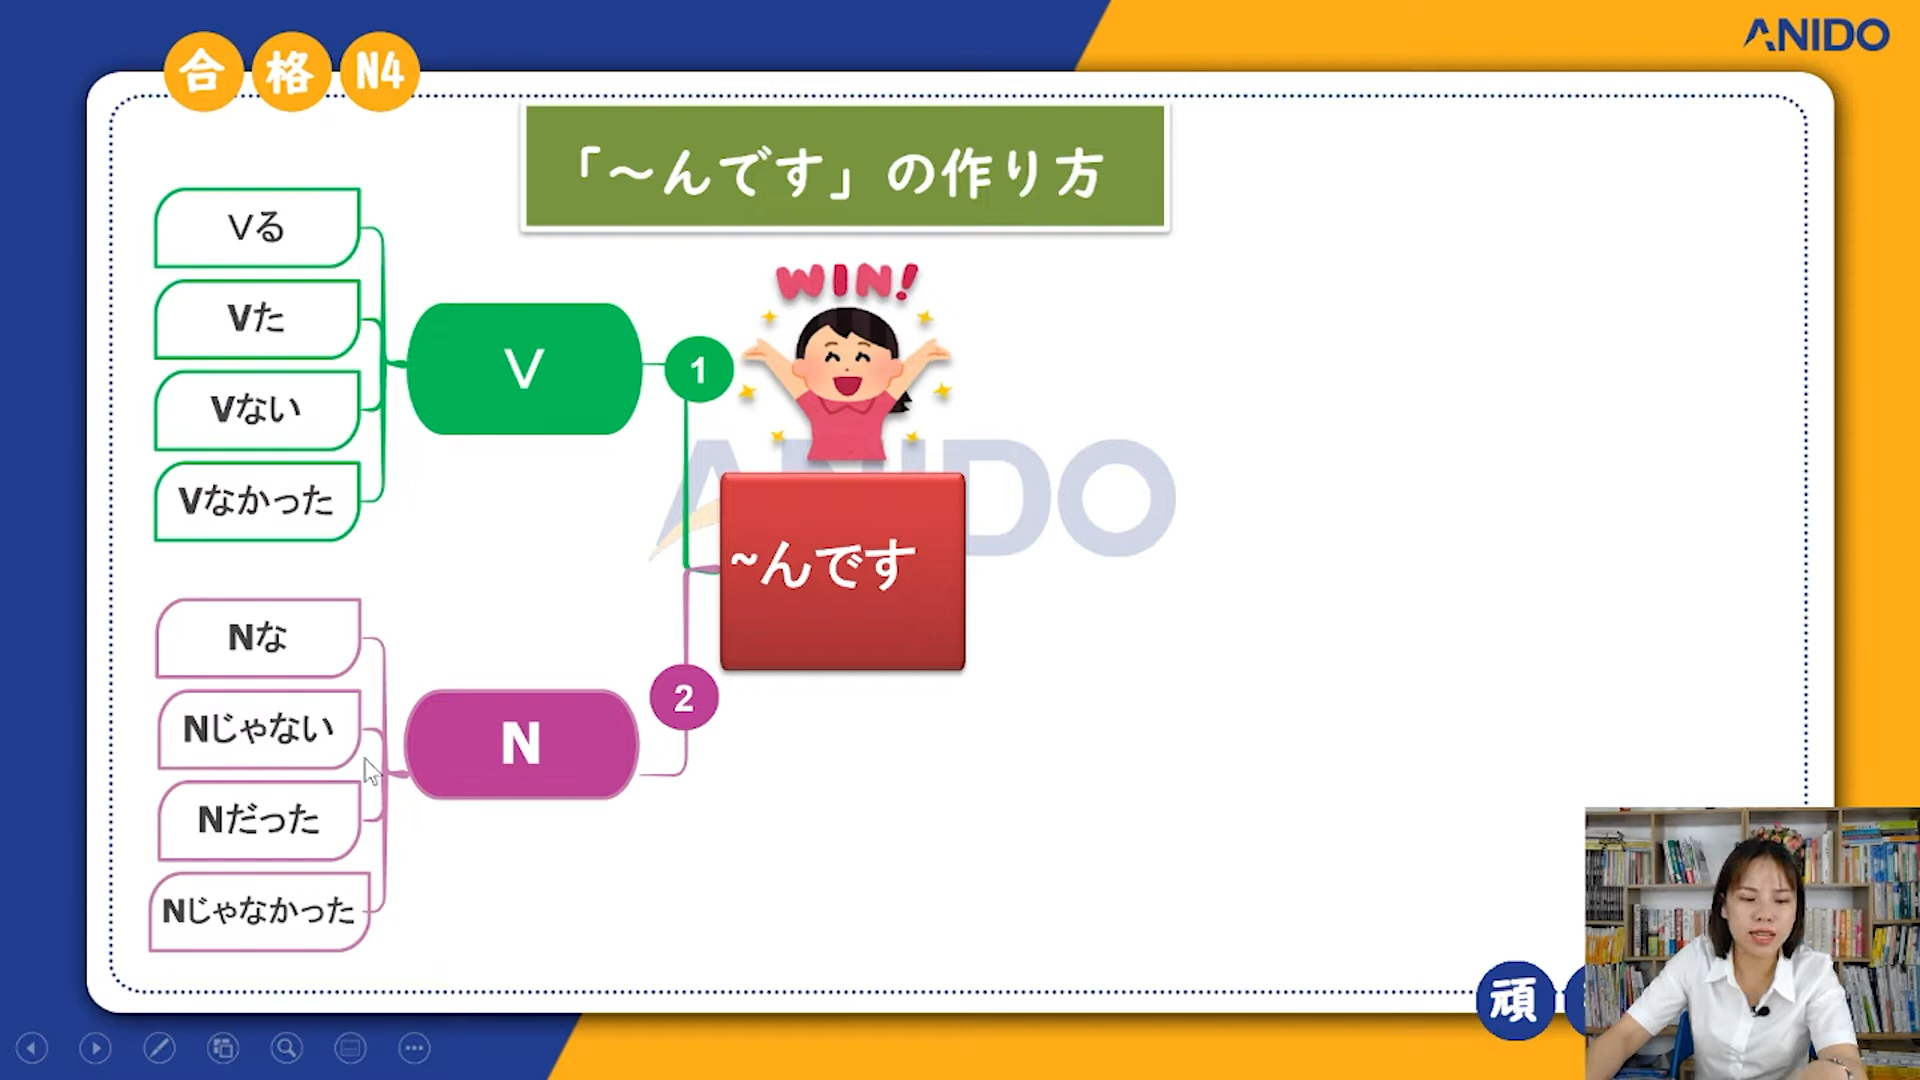 ANIDO
合格N4
「～んです」の作り方
Vる
Vた
Vない
Vなかった
V
1
WIN!
ANIDO
~んです
Nな
Nじゃない
Nだった
Nじゃなかった
N
2
頑